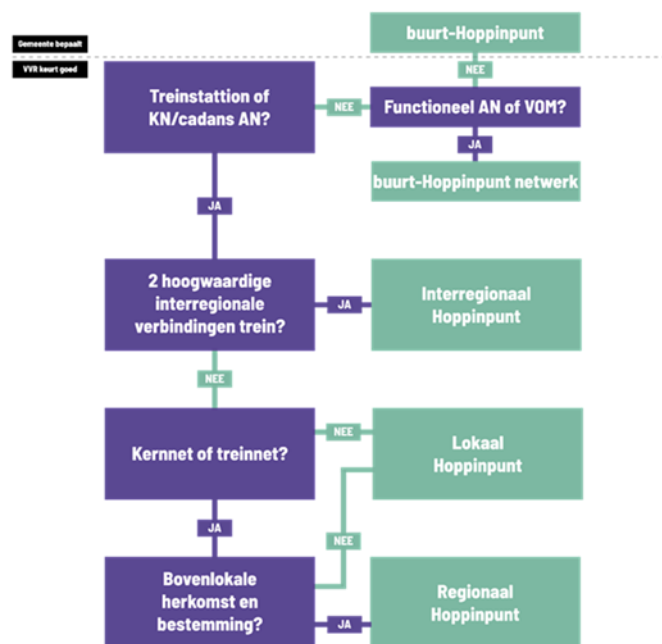 buurt-Hoppinpunt
Gemeente bepaalt
VVR keurt goed
NEE
Treinstattion of
KN/cadans AN?
NEE
Functioneel AN of VOM?
JA
buurt-Hoppinpunt netwerk
JA
2 hoogwaardige
interregionale
verbindingen trein?
JA
Interregionaal
Hoppinpunt
NEE
Kernnet of treinnet?
NEE
Lokaal
Hoppinpunt
JA
NEE
Bovenlokale
herkomst en
bestemming?
JA
Regionaal
Hoppinpunt